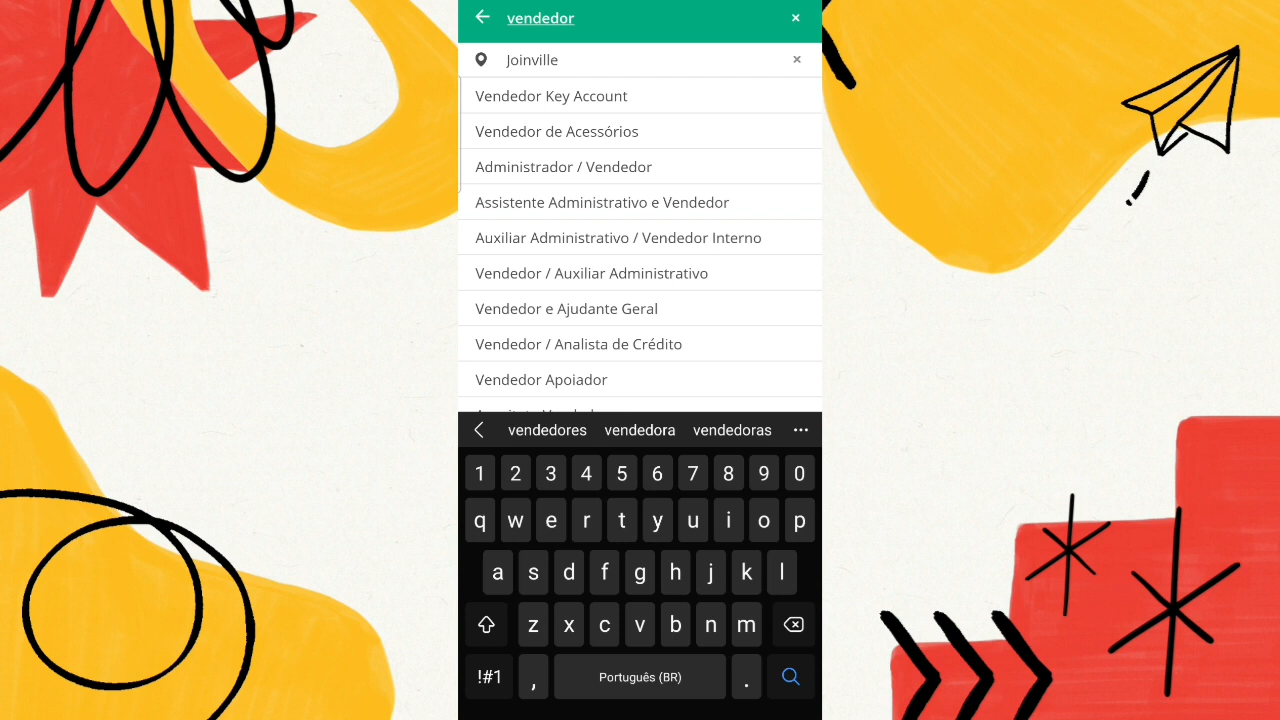 vendedor ×
Joinville ×
Vendedor Key Account
Vendedor de Acessórios
Administrador / Vendedor
Assistente Administrativo e Vendedor
Auxiliar Administrativo / Vendedor Interno
Vendedor / Auxiliar Administrativo
Vendedor e Ajudante Geral
Vendedor / Analista de Crédito
Vendedor Apoiador
vendedores vendedora vendedoras ...
1 2 3 4 5 6 7 8 9 0
q w e r t y u i o p
a s d f g h j k l
z x c v b n m
!#1 , Português (BR) .